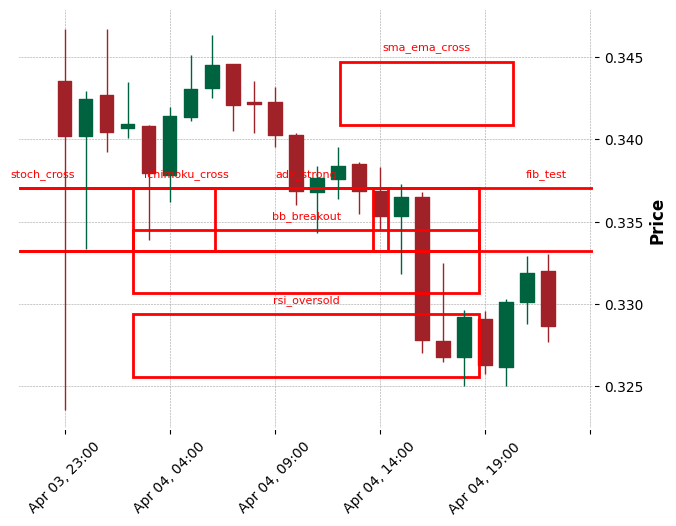 sma_ema_cross
0.345
0.340
stoch_cross
ichimoku_cross
fib_test
0.335
bb_breakout
Price
0.330
rsi_oversold
0.325
Apr 03, 23:00
Apr 04, 04:00
Apr 04, 09:00
Apr 04, 14:00
Apr 04, 19:00